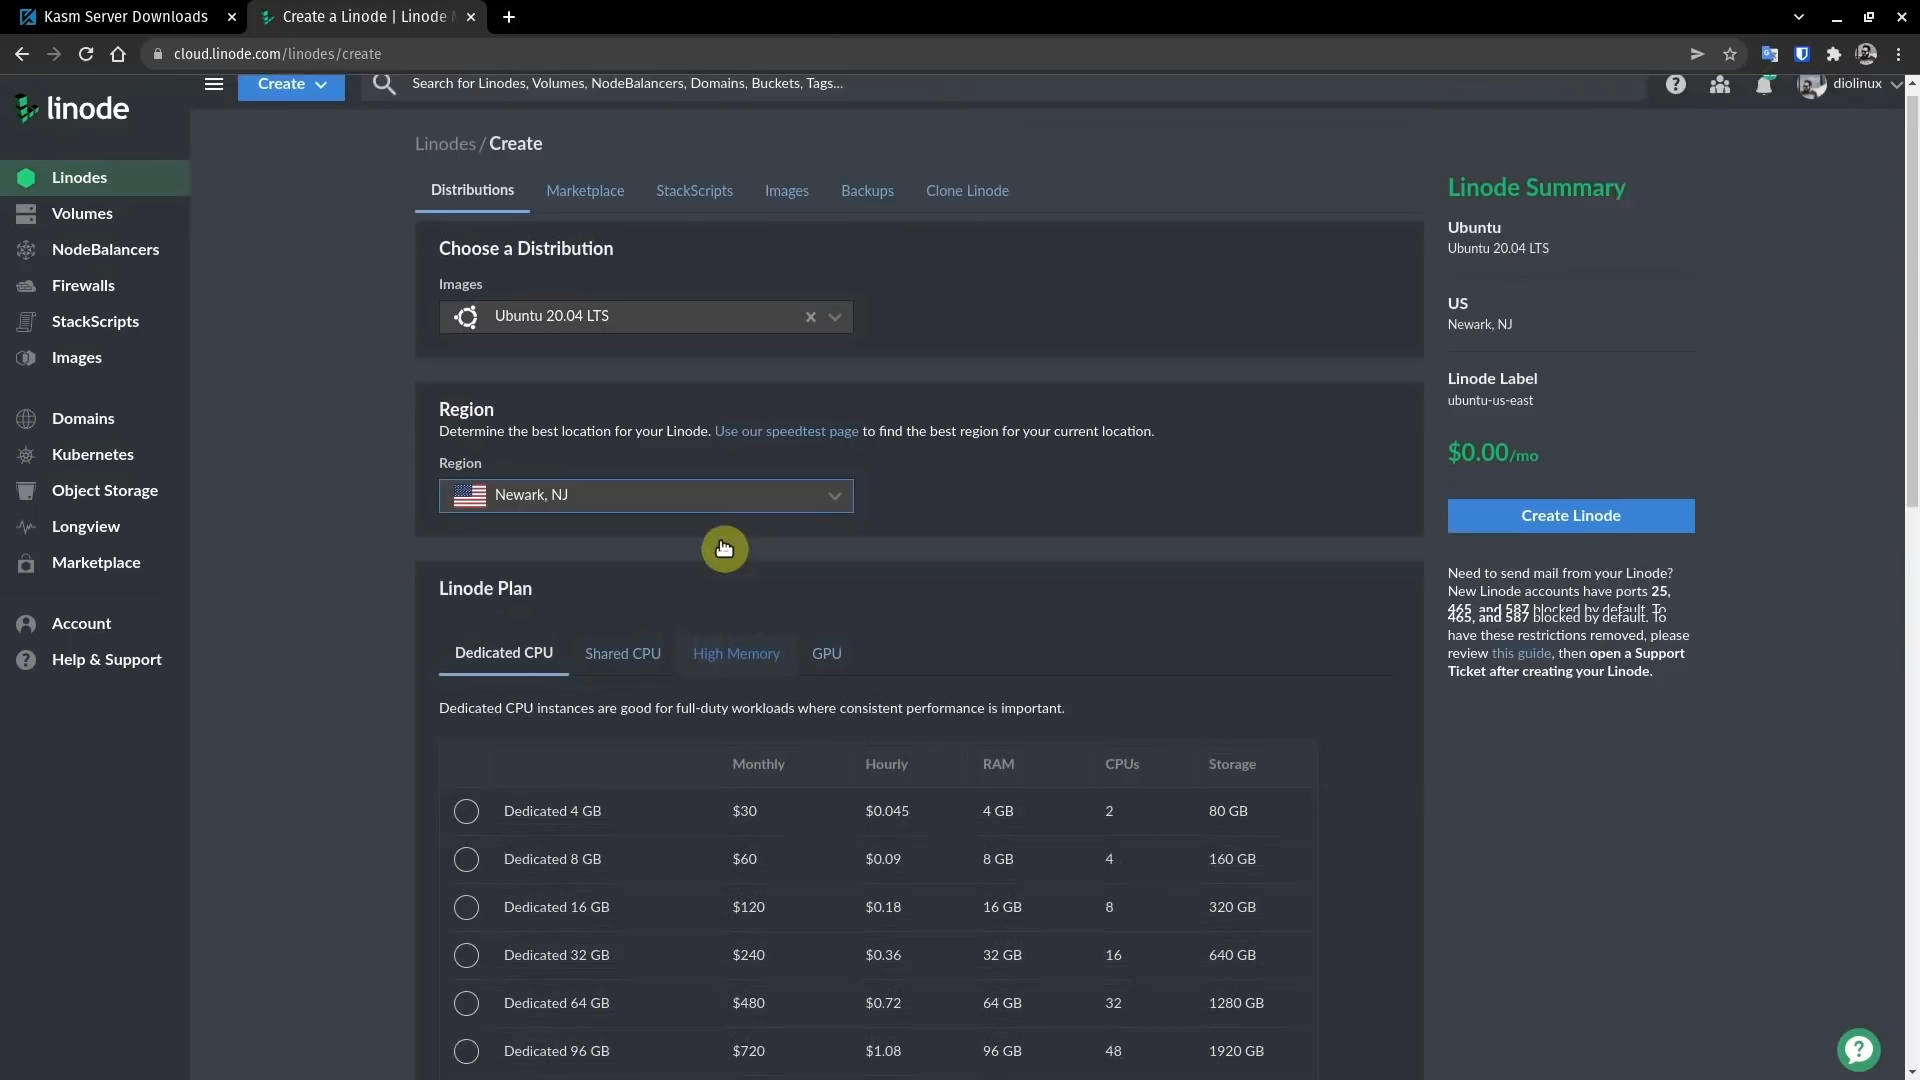 Kasm Server Downloads
Create a Linode | Linode
cloud.linode.com/linodes/create
linode
Create
Search for Linodes, Volumes, NodeBalancers, Domains, Buckets, Tags...
diolinux
Linodes
Volumes
NodeBalancers
Firewalls
StackScripts
Images
Domains
Kubernetes
Object Storage
Longview
Marketplace
Account
Help & Support
Linodes / Create
Distributions Marketplace StackScripts Images Backups Clone Linode
Choose a Distribution
Images
Ubuntu 20.04 LTS
Region
Determine the best location for your Linode. Use our speedtest page to find the best region for your current location.
Region
Newark, NJ
Linode Plan
Dedicated CPU Shared CPU High Memory GPU
Dedicated CPU instances are good for full-duty workloads where consistent performance is important.
Monthly Hourly RAM CPUs Storage
Dedicated 4 GB $30 $0.045 4 GB 2 80 GB
Dedicated 8 GB $60 $0.09 8 GB 4 160 GB
Dedicated 16 GB $120 $0.18 16 GB 8 320 GB
Dedicated 32 GB $240 $0.36 32 GB 16 640 GB
Dedicated 64 GB $480 $0.72 64 GB 32 1280 GB
Dedicated 96 GB $720 $1.08 96 GB 48 1920 GB
Linode Summary
Ubuntu
Ubuntu 20.04 LTS
US
Newark, NJ
Linode Label
ubuntu-us-east
$0.00/mo
Create Linode
Need to send mail from your Linode?
New Linode accounts have ports 25,
465, and 587 blocked by default. To
465, and 587 blocked by default. To
have these restrictions removed, please
review this guide, then open a Support
Ticket after creating your Linode.